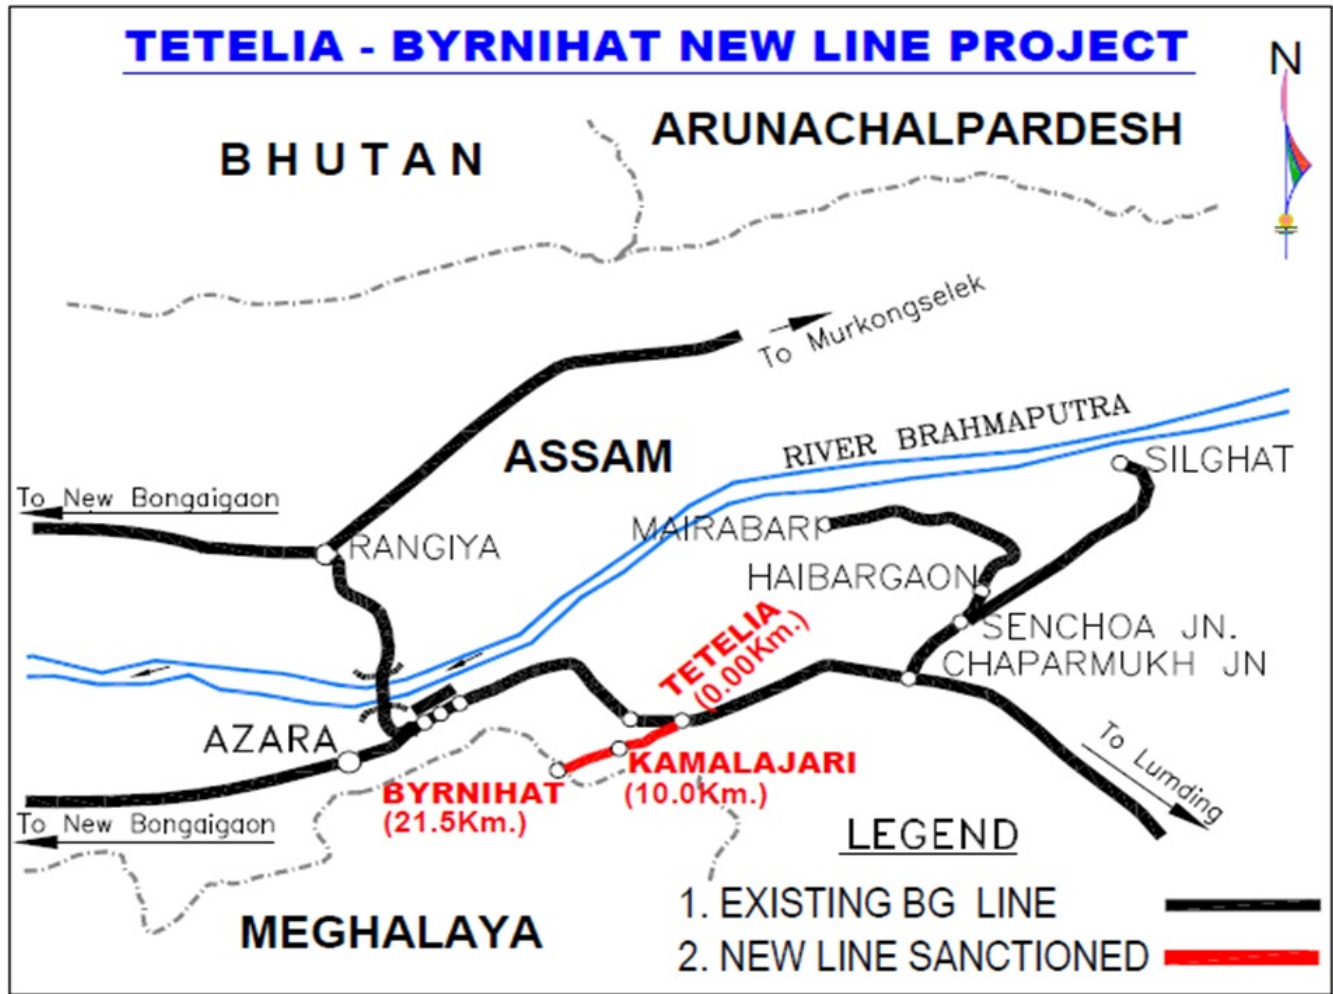 TETELIA - BYRNIHAT NEW LINE PROJECT
N
ARUNACHALPARDESH
BHUTAN
To Murkongselek
RIVER BRAHMAPUTRA
ASSAM
SILGHAT
To New Bongaigaon
MAIRABARI
RANGIYA
HAIBARGAON
TETELIA
(0.00Km.)
SENCHOA JN.
CHAPARMUKH JN
AZARA
To Lumding
KAMALAJARI
(10.0Km.)
BYRNIHAT
(21.5Km.)
To New Bongaigaon
LEGEND
1. EXISTING BG LINE
MEGHALAYA
2. NEW LINE SANCTIONED